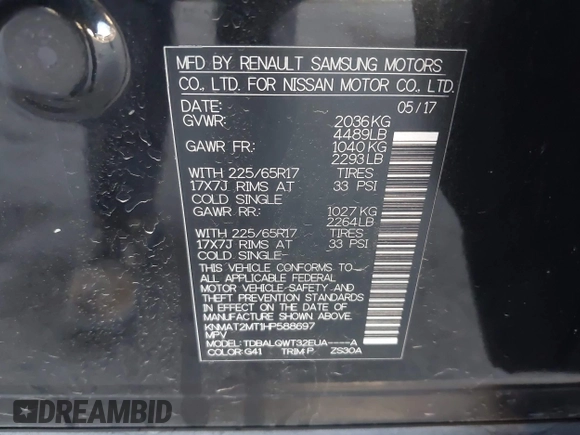 MFD BY RENAULT SAMSUNG MOTORS
CO., LTD. FOR NISSAN MOTOR CO., LTD.
DATE: 05/17
GVWR: 2036KG
4489LB
GAWR FR: 1040KG
2293LB
WITH 225/65R17 TIRES
17X7J RIMS AT 33 PSI
COLD SINGLE
GAWR RR: 1027KG
2264LB
WITH 225/65R17 TIRES
17X7J RIMS AT 33 PSI
COLD SINGLE-
THIS VEHICLE CONFORMS TO
ALL APPLICABLE FEDERAL
MOTOR VEHICLE-SAFETY AND
THEFT PREVENTION STANDARDS
IN EFFECT ON THE DATE OF
MANUFACTURE SHOWN ABOVE.
KNMAT2MT1HP588697
MPV
MODEL: TDBALQWT32EUA----A
COLOR: G41 TRIM: P ZS30A
DREAMBID